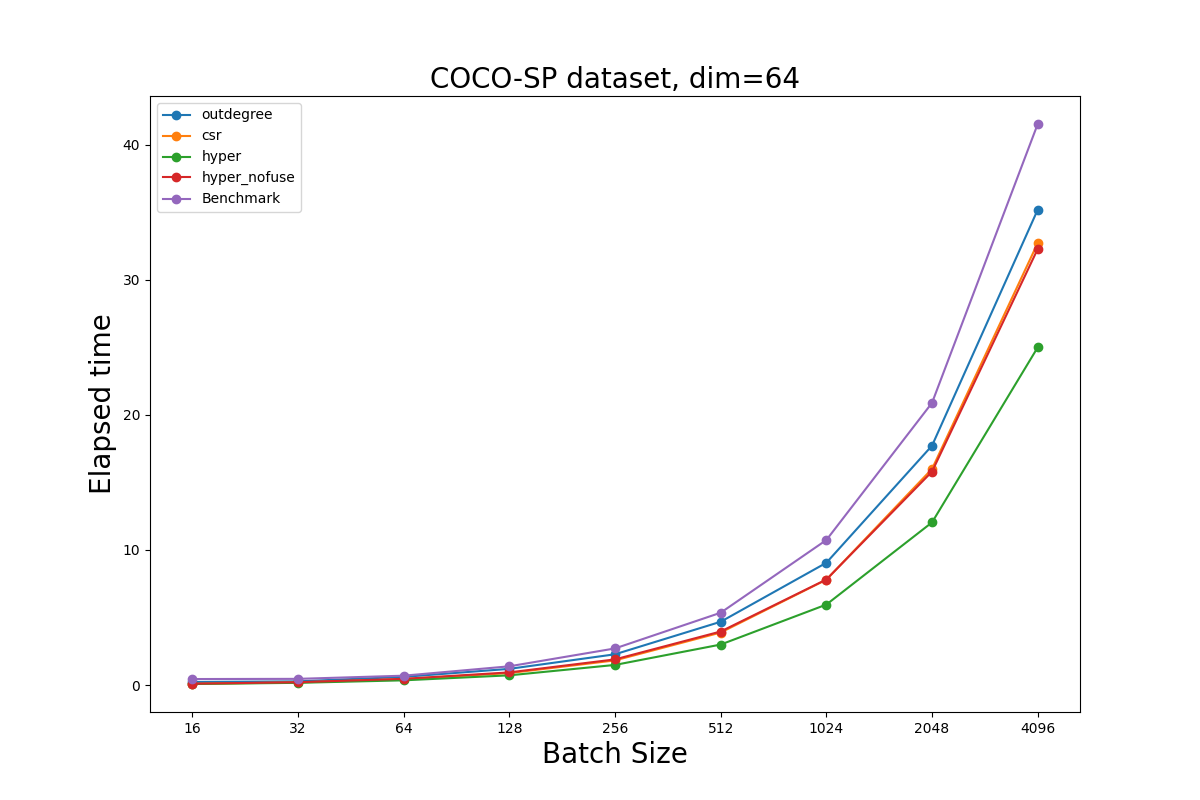 COCO-SP dataset, dim=64
outdegree
csr
hyper
hyper_nofuse
Benchmark
40
30
20
10
0
Elapsed time
16 32 64 128 256 512 1024 2048 4096
Batch Size